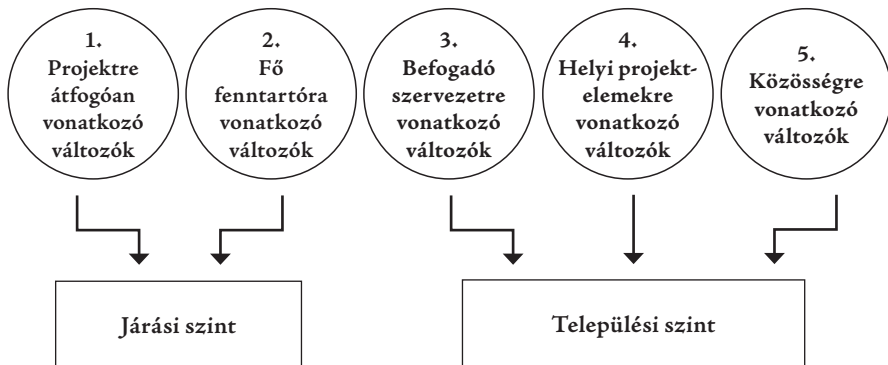 1.
Projektre
átfogóan
vonatkozó
változók
2.
Fő
fenntartóra
vonatkozó
változók
3.
Befogadó
szervezetre
vonatkozó
változók
4.
Helyi projekt-
elemekre
vonatkozó
változók
5.
Közösségre
vonatkozó
változók
Járási szint
Települési szint